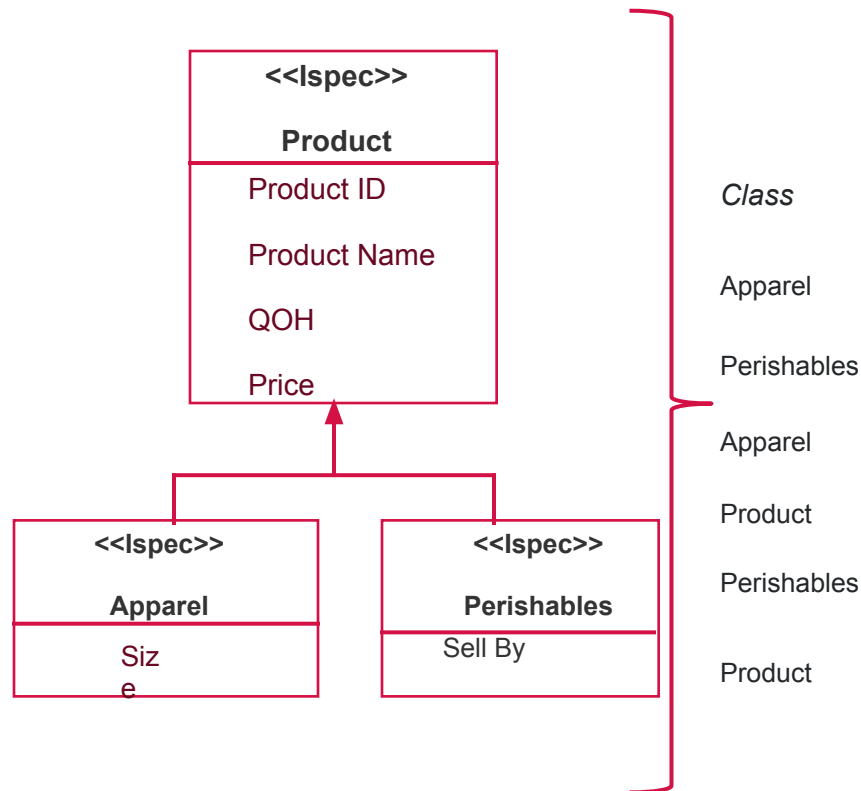 <<Ispec>>
Product
Product ID
Product Name
QOH
Price
<<Ispec>>
Apparel
Siz
e
<<Ispec>>
Perishables
Sell By
Class
Apparel
Perishables
Apparel
Product
Perishables
Product